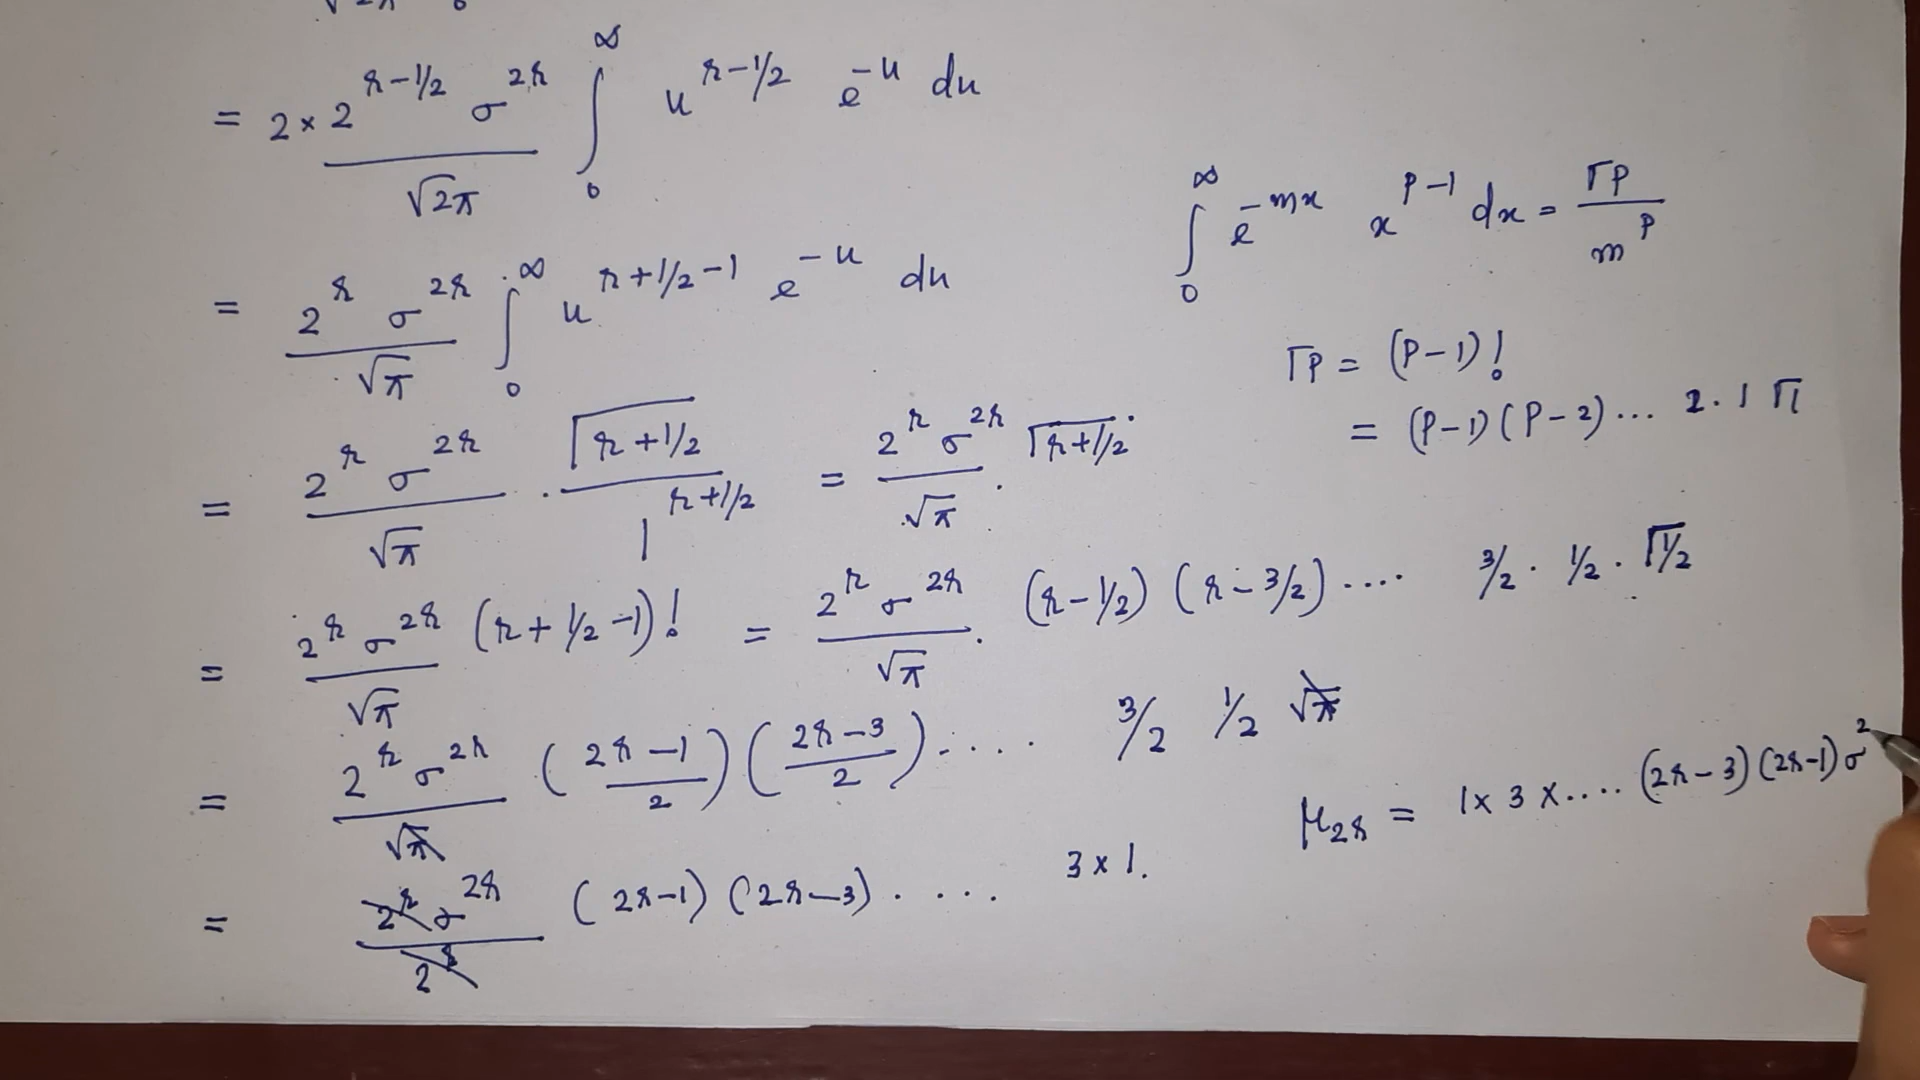 = 2 × 2^{r-1/2} σ^{2r} / √2π ∫_0^∞ u^{r-1/2} e^{-u} du
= 2^r σ^{2r} / √π ∫_0^∞ u^{r+1/2-1} e^{-u} du
∫_0^∞ e^{-mx} x^{p-1} dx = Γp / m^p
Γp = (p-1)!
= (p-1)(p-2)... 2.1 Γ1
= 2^r σ^{2r} / √π . Γr+1/2 / 1^{r+1/2} = 2^r σ^{2r} / √π . Γr+1/2
= 2^r σ^{2r} / √π (r+1/2-1)! = 2^r σ^{2r} / √π . (r-1/2) (r-3/2) .... 3/2 . 1/2 . Γ1/2
= 2^r σ^{2r} / √π (2r-1/2) (2r-3/2) ..... 3/2 1/2 √π
= 2^r σ^{2r} / 2^r (2r-1) (2r-3) . . . . 3 × 1.
μ_{2r} = 1 × 3 × .... (2r-3) (2r-1) σ^2